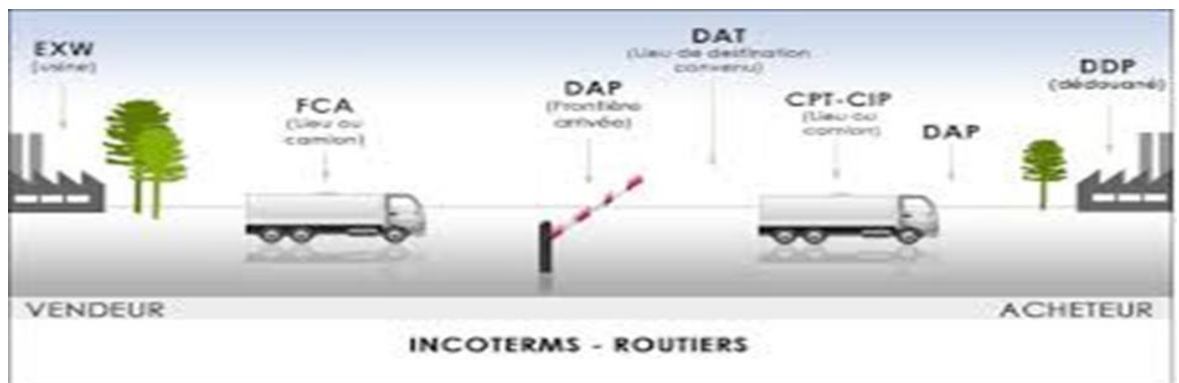 EXW
(usine)
FCA
(Lieu ou
camion)
DAP
(Frontière
arrivée)
DAT
(Lieu de destination
convenu)
CPT-CIP
(Lieu ou
camion)
DAP
DDP
(dédouané)
VENDEUR
ACHETEUR
INCOTERMS - ROUTIERS